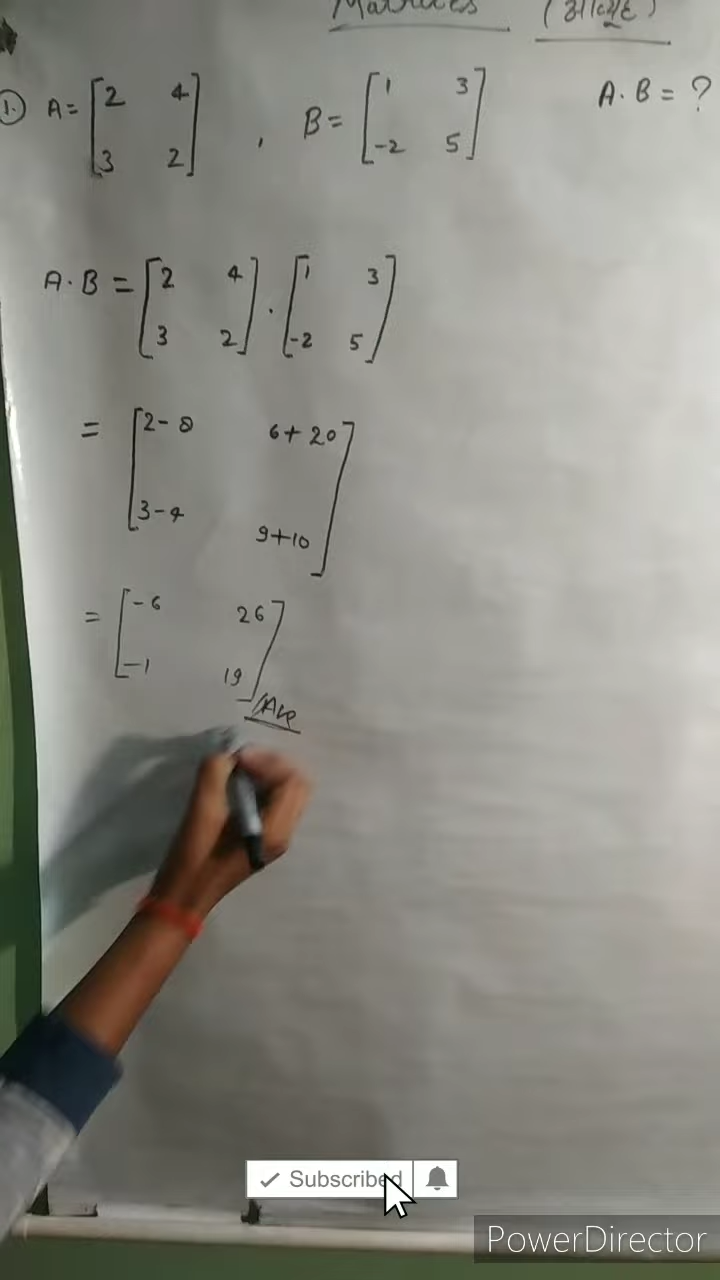 Matrices (आव्यूह)
1. A = [2 4 , B = [1 3 A. B = ?
3 2] -2 5]
A. B = [2 4 . [1 3
3 2] -2 5]
= [2-8 6+20
3-4 9+10]
= [-6 26
-1 19]
Subscribed
PowerDirector